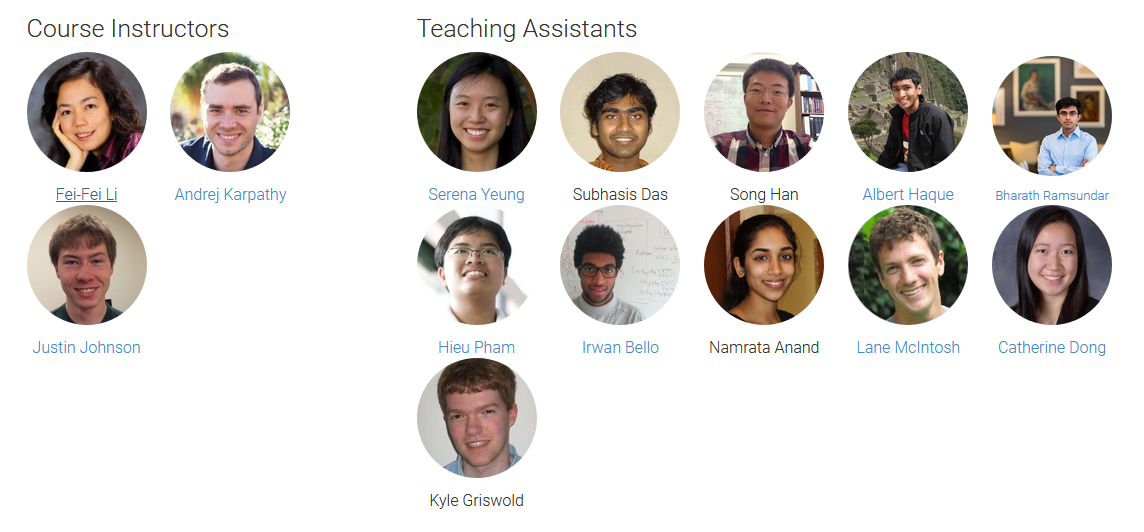 Course Instructors
Fei-Fei Li
Andrej Karpathy
Justin Johnson
Teaching Assistants
Serena Yeung
Subhasis Das
Song Han
Albert Haque
Bharath Ramsundar
Hieu Pham
Irwan Bello
Namrata Anand
Lane McIntosh
Catherine Dong
Kyle Griswold